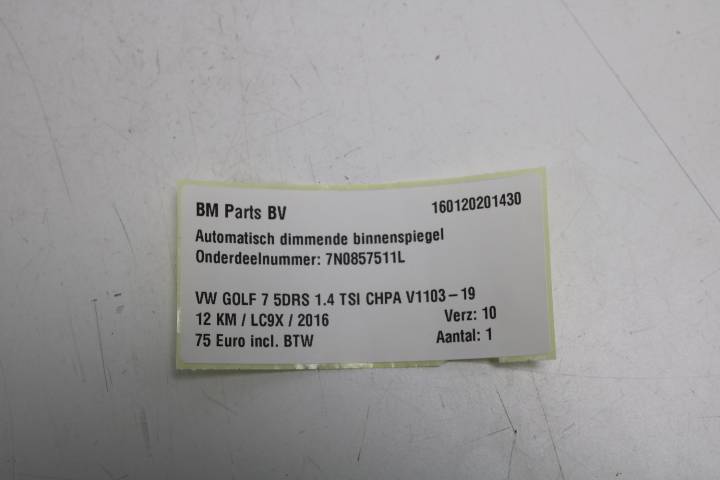 BM Parts BV 160120201430
Automatisch dimmende binnenspiegel
Onderdeelnummer: 7N0857511L
VW GOLF 7 5DRS 1.4 TSI CHPA V1103-19
12 KM / LC9X / 2016 Verz: 10
75 Euro incl. BTW Aantal: 1